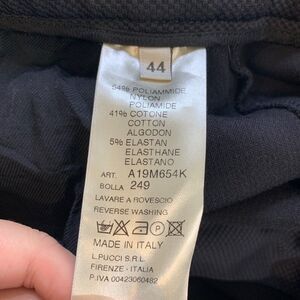 44
54% POLIAMMIDE
NYLON
POLIAMIDE
41% COTONE
COTTON
ALGODON
5% ELASTAN
ELASTHANE
ELASTANO
ART. A19M654K
BOLLA 249
LAVARE A ROVESCIO
REVERSE WASHING
MADE IN ITALY
L.PUCCI S.R.L.
FIRENZE - ITALIA
P.IVA 00423060482